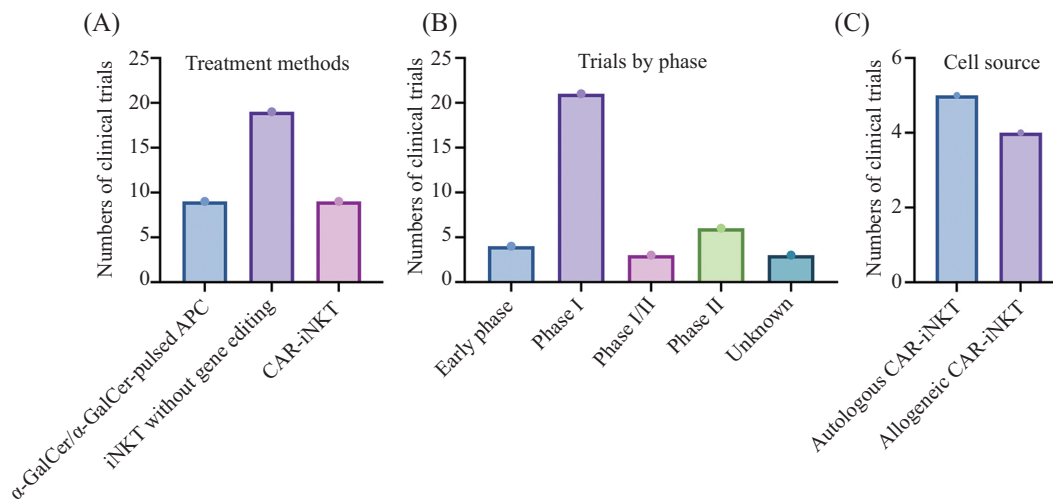 (A)
Treatment methods
Numbers of clinical trials
25
20
15
10
5
0
α-GalCer/α-GalCer-pulsed APC
iNKT without gene editing
CAR-iNKT
(B)
Trials by phase
Numbers of clinical trials
25
20
15
10
5
0
Early phase
Phase I
Phase I/II
Phase II
Unknown
(C)
Cell source
Numbers of clinical trials
6
4
2
0
Autologous CAR-iNKT
Allogeneic CAR-iNKT